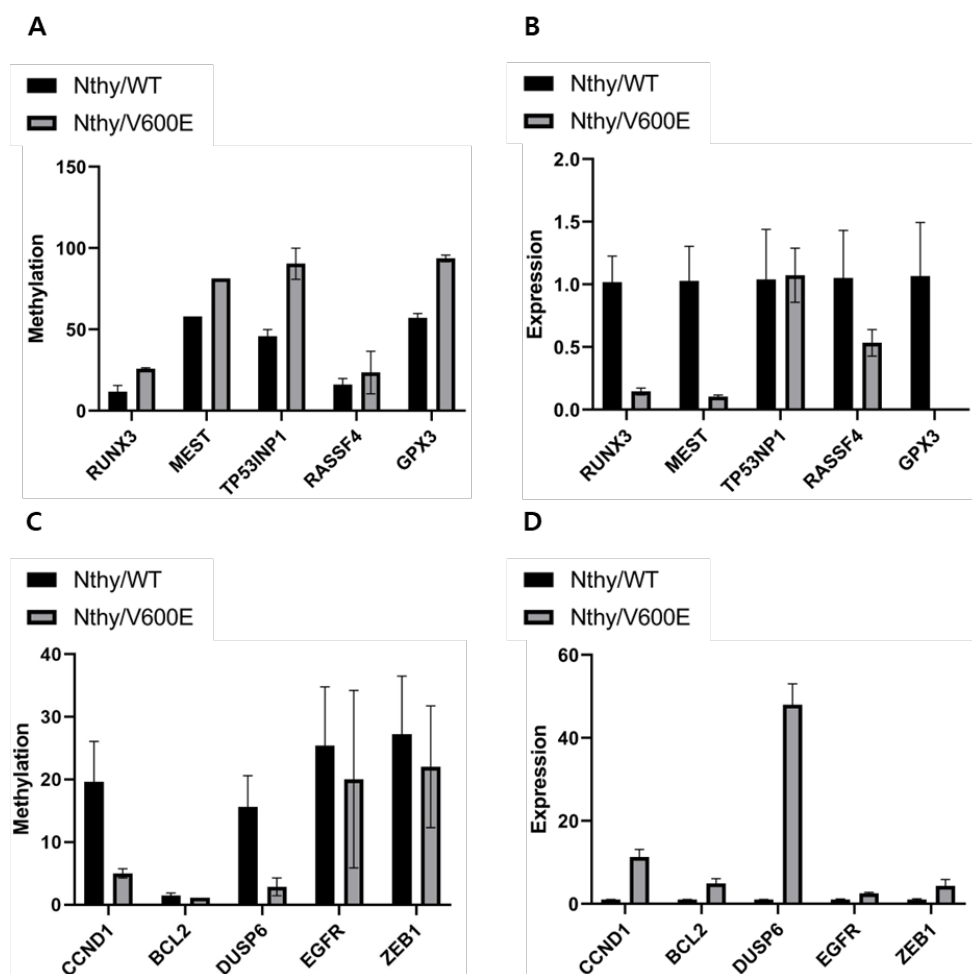 A
Nthy/WT
Nthy/V600E
150
100
50
0
Methylation
RUNX3
MEST
TP53INP1
RASSF4
GPX3
B
Nthy/WT
Nthy/V600E
2.0
1.5
1.0
0.5
0.0
Expression
RUNX3
MEST
TP53NP1
RASSF4
GPX3
C
Nthy/WT
Nthy/V600E
40
30
20
10
0
Methylation
CCND1
BCL2
DUSP6
EGFR
ZEB1
D
Nthy/WT
Nthy/V600E
60
40
20
0
Expression
CCND1
BCL2
DUSP6
EGFR
ZEB1